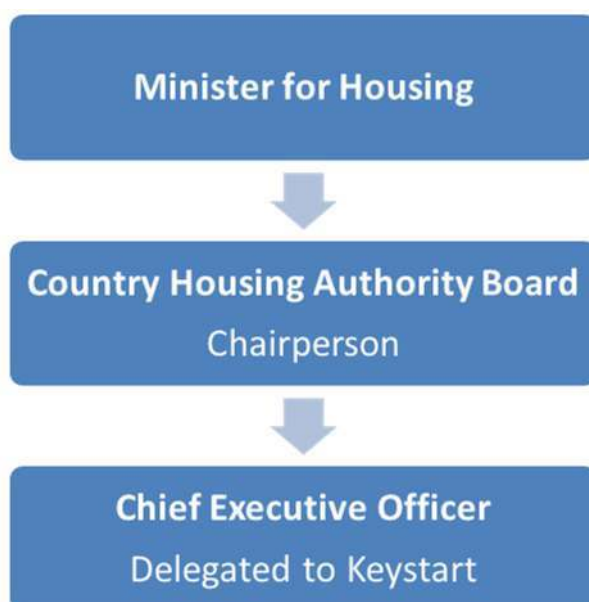 Minister for Housing
Country Housing Authority Board
Chairperson
Chief Executive Officer
Delegated to Keystart